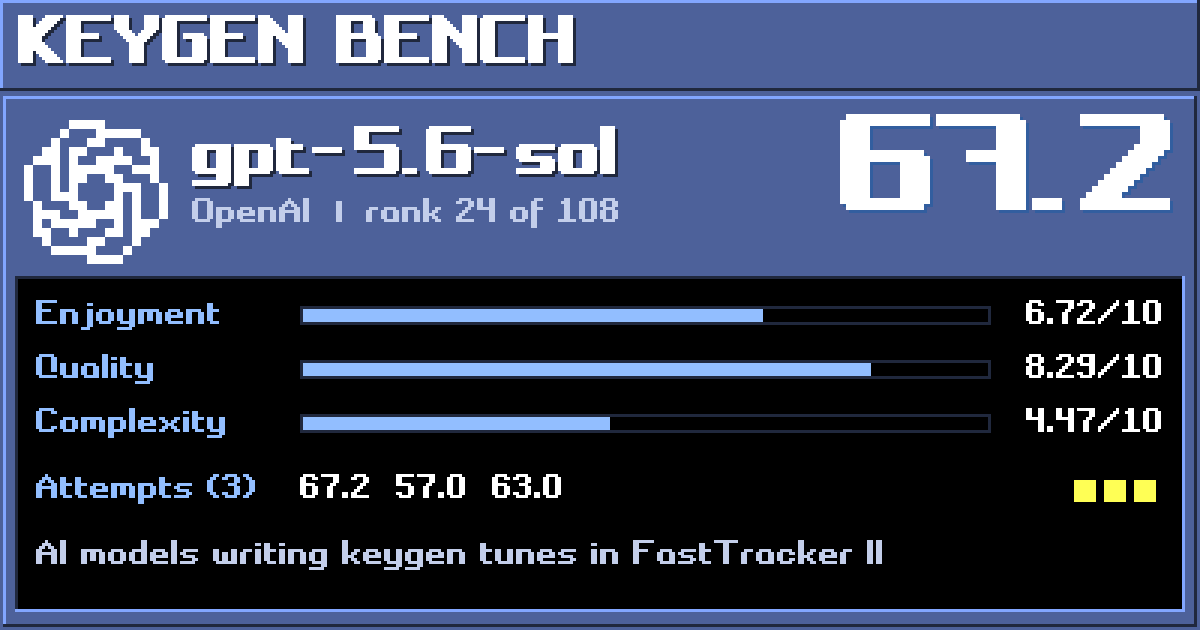 KEYGEN BENCH
gpt-5.6-sol
67.2
OpenAI | rank 24 of 108
Enjoyment 6.72/10
Quality 8.29/10
Complexity 4.47/10
Attempts (3) 67.2 57.0 63.0
AI models writing keygen tunes in FastTracker II